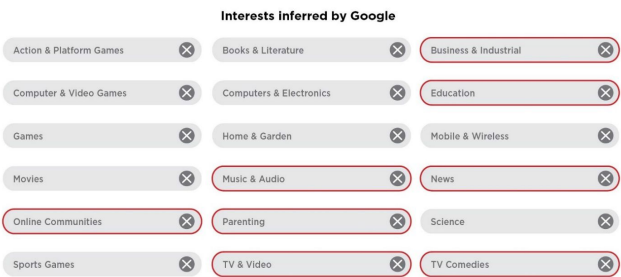 Interests inferred by Google
Action & Platform Games
Books & Literature
Business & Industrial
Computer & Video Games
Computers & Electronics
Education
Games
Home & Garden
Mobile & Wireless
Movies
Music & Audio
News
Online Communities
Parenting
Science
Sports Games
TV & Video
TV Comedies